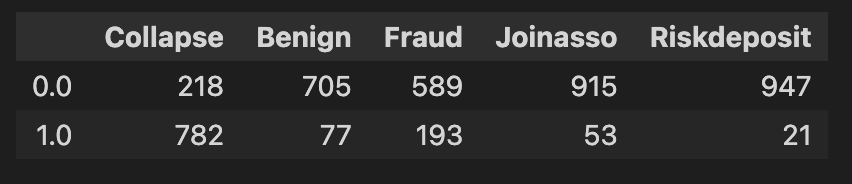 Collapse Benign Fraud Joinasso Riskdeposit
0.0 218 705 589 915 947
1.0 782 77 193 53 21